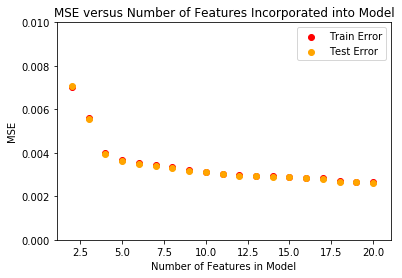 MSE versus Number of Features Incorporated into Model
0.010
0.008
0.006
0.004
0.002
0.000
MSE
Train Error
Test Error
2.5 5.0 7.5 10.0 12.5 15.0 17.5 20.0
Number of Features in Model